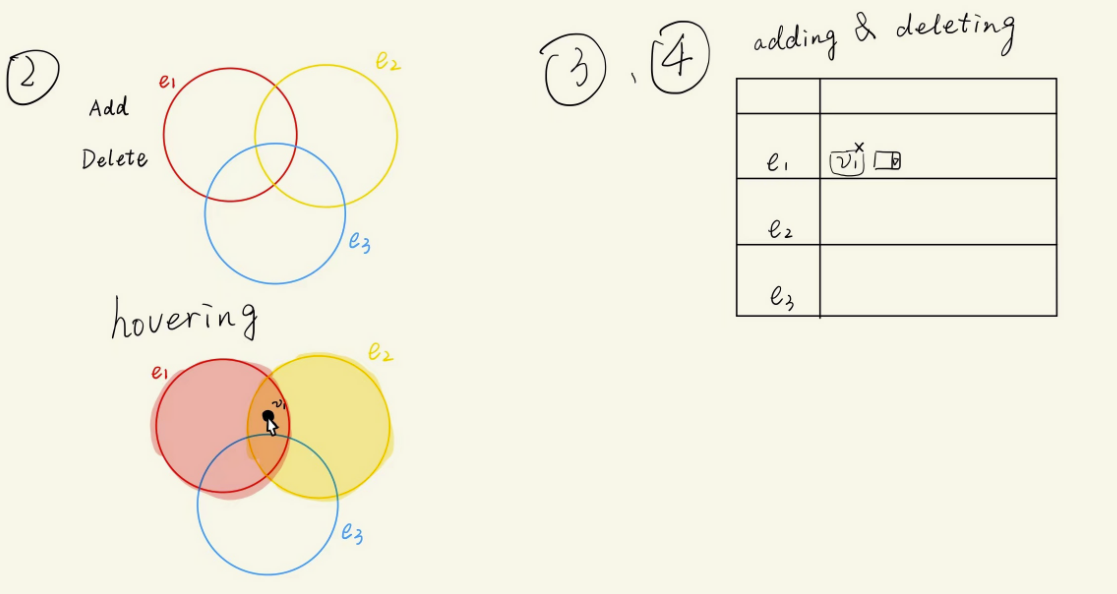 2
e₁
e₂
Add
Delete
e₃
hovering
e₁
e₂
v₁
e₃
3, 4
adding & deleting
e₁ v₁ x
e₂
e₃